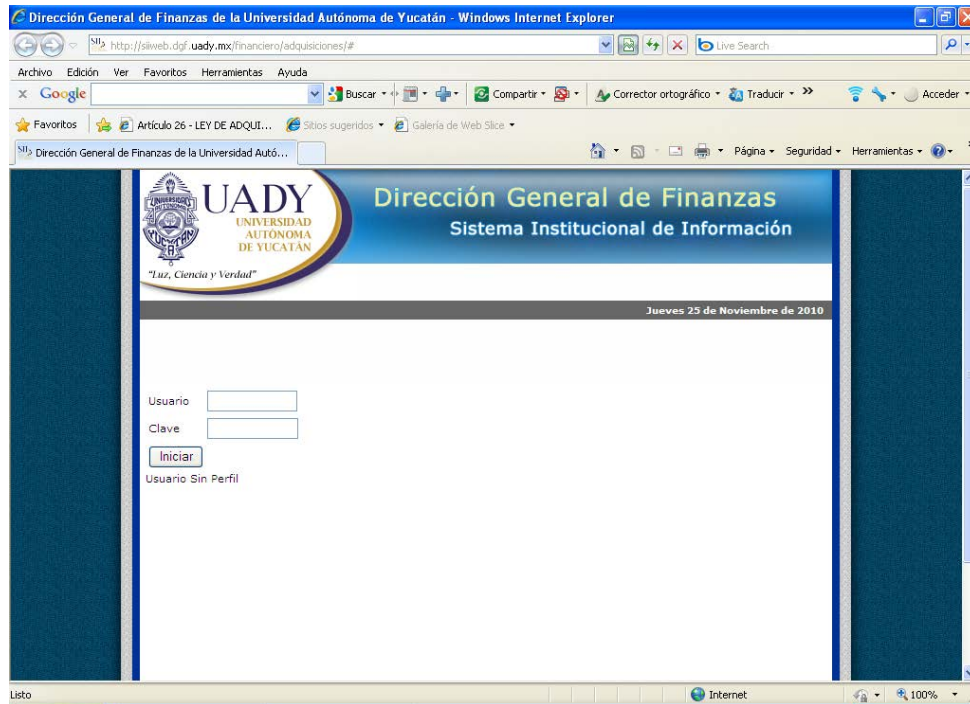 Dirección General de Finanzas de la Universidad Autónoma de Yucatán - Windows Internet Explorer
http://siiweb.dgf.uady.mx/financiero/adquisiciones/#
Live Search
Archivo Edición Ver Favoritos Herramientas Ayuda
x Google Buscar Compartir Corrector ortográfico Traducir >> Acceder
Favoritos Artículo 26 - LEY DE ADQUI... Sitios sugeridos Galería de Web Slice
Dirección General de Finanzas de la Universidad Autó... Página Seguridad Herramientas
UADY
UNIVERSIDAD
AUTÓNOMA
DE YUCATÁN
"Luz, Ciencia y Verdad"
Dirección General de Finanzas
Sistema Institucional de Información
Jueves 25 de Noviembre de 2010
Usuario
Clave
Iniciar
Usuario Sin Perfil
Listo Internet 100%